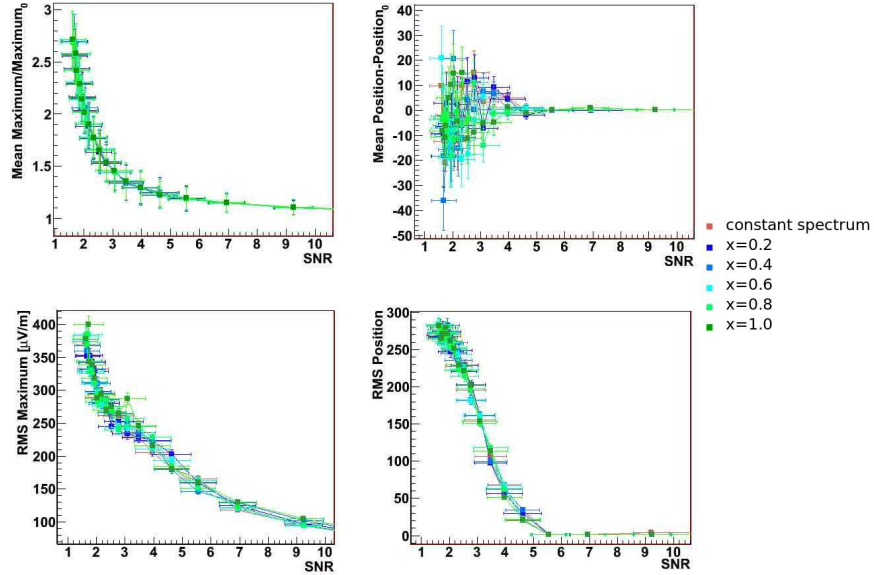 Mean Maximum/Maximum0
3
2.5
2
1.5
1
1 2 3 4 5 6 7 8 9 10
SNR
Mean Position-Position0
40
30
20
10
0
-10
-20
-30
-40
-50
1 2 3 4 5 6 7 8 9 10
SNR
constant spectrum
x=0.2
x=0.4
x=0.6
x=0.8
x=1.0
RMS Maximum [μV/m]
400
350
300
250
200
150
100
1 2 3 4 5 6 7 8 9 10
SNR
RMS Position
300
250
200
150
100
50
0
1 2 3 4 5 6 7 8 9 10
SNR